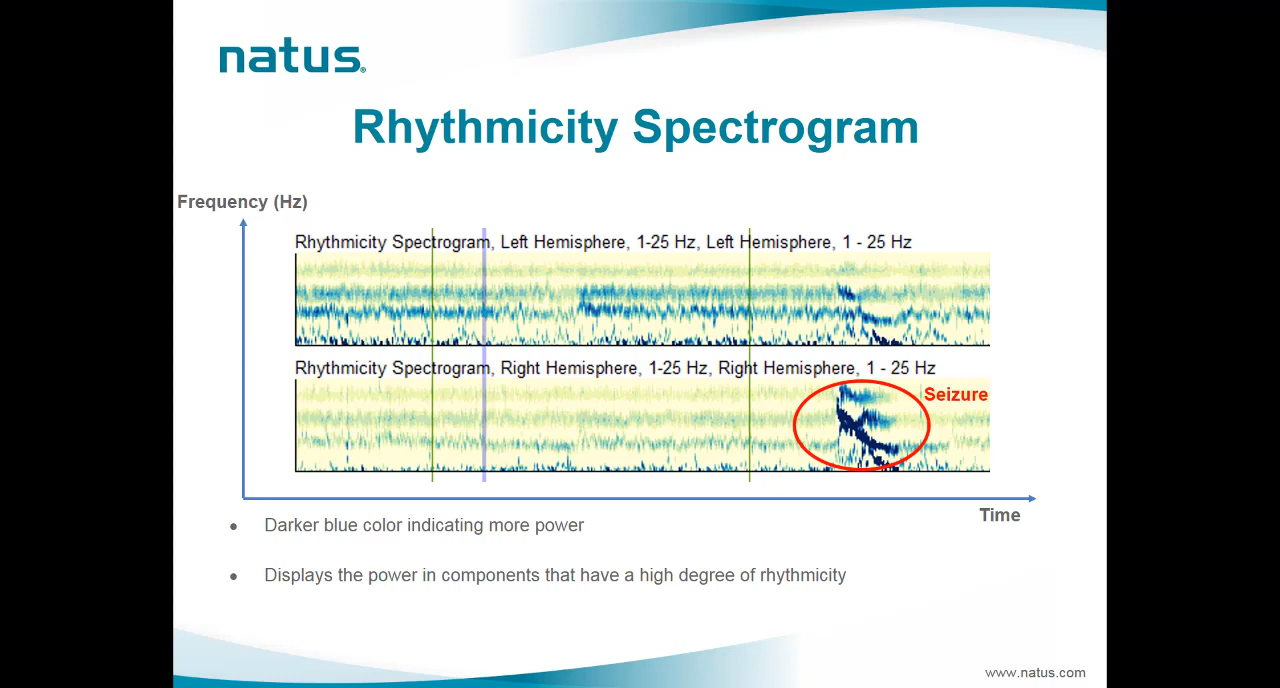 natus®
Rhythmicity Spectrogram
Frequency (Hz)
Rhythmicity Spectrogram, Left Hemisphere, 1-25 Hz, Left Hemisphere, 1 - 25 Hz
Rhythmicity Spectrogram, Right Hemisphere, 1-25 Hz, Right Hemisphere, 1 - 25 Hz
Seizure
Time
• Darker blue color indicating more power
• Displays the power in components that have a high degree of rhythmicity
www.natus.com